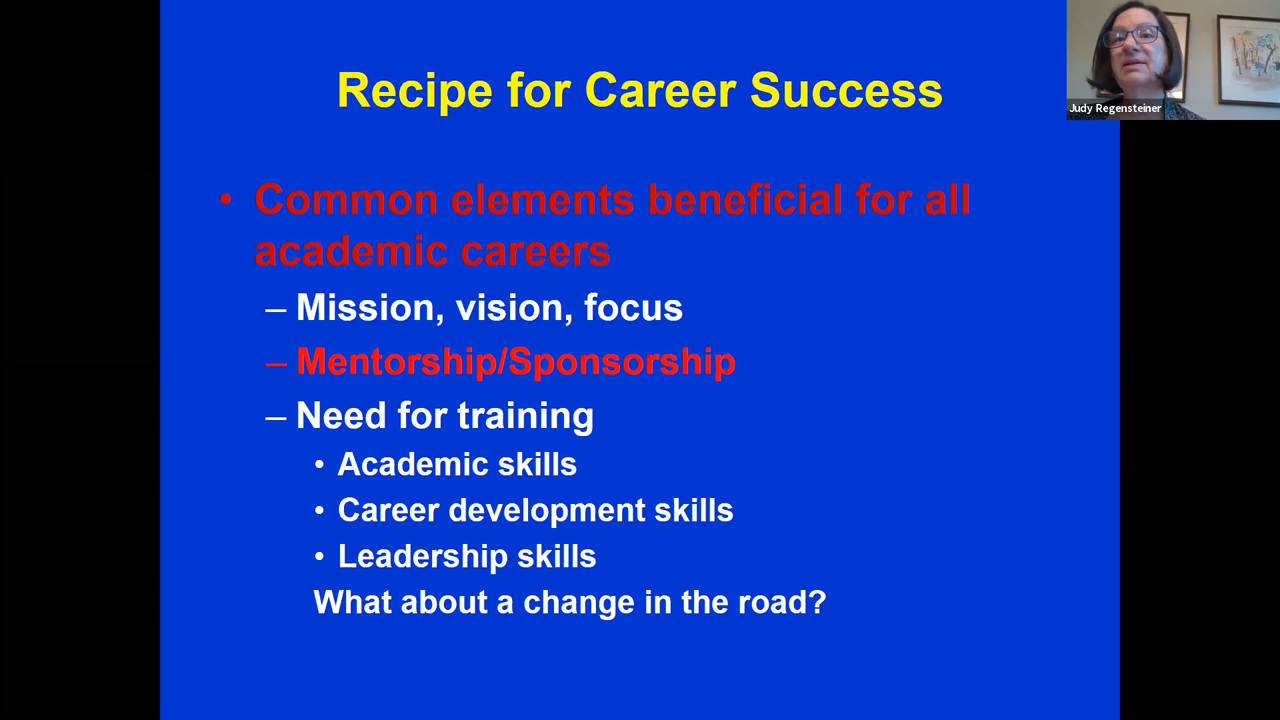 Recipe for Career Success
Judy Regensteiner
• Common elements beneficial for all
academic careers
– Mission, vision, focus
– Mentorship/Sponsorship
– Need for training
• Academic skills
• Career development skills
• Leadership skills
What about a change in the road?